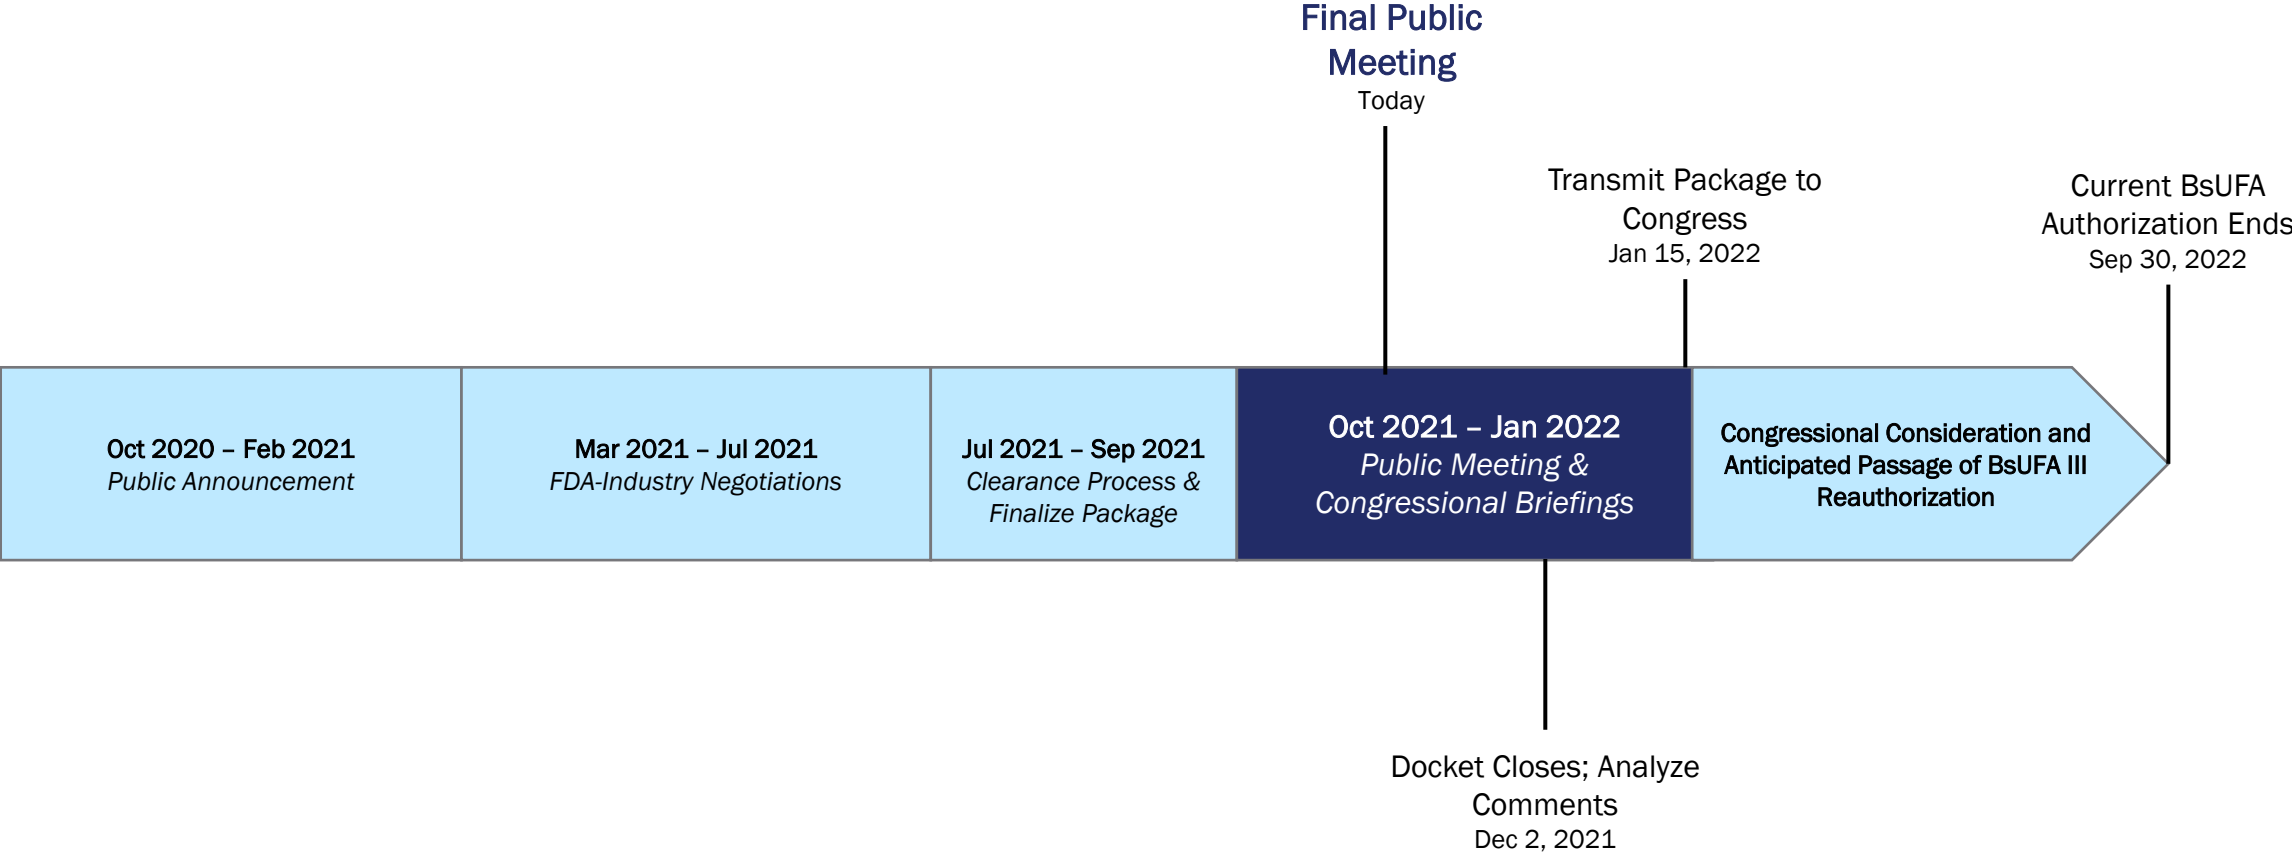 Final Public
Meeting
Today
Transmit Package to
Congress
Jan 15, 2022
Current BsUFA
Authorization Ends
Sep 30, 2022
Oct 2020 – Feb 2021
Public Announcement
Mar 2021 – Jul 2021
FDA-Industry Negotiations
Jul 2021 – Sep 2021
Clearance Process &
Finalize Package
Oct 2021 – Jan 2022
Public Meeting &
Congressional Briefings
Congressional Consideration and
Anticipated Passage of BsUFA III
Reauthorization
Docket Closes; Analyze
Comments
Dec 2, 2021